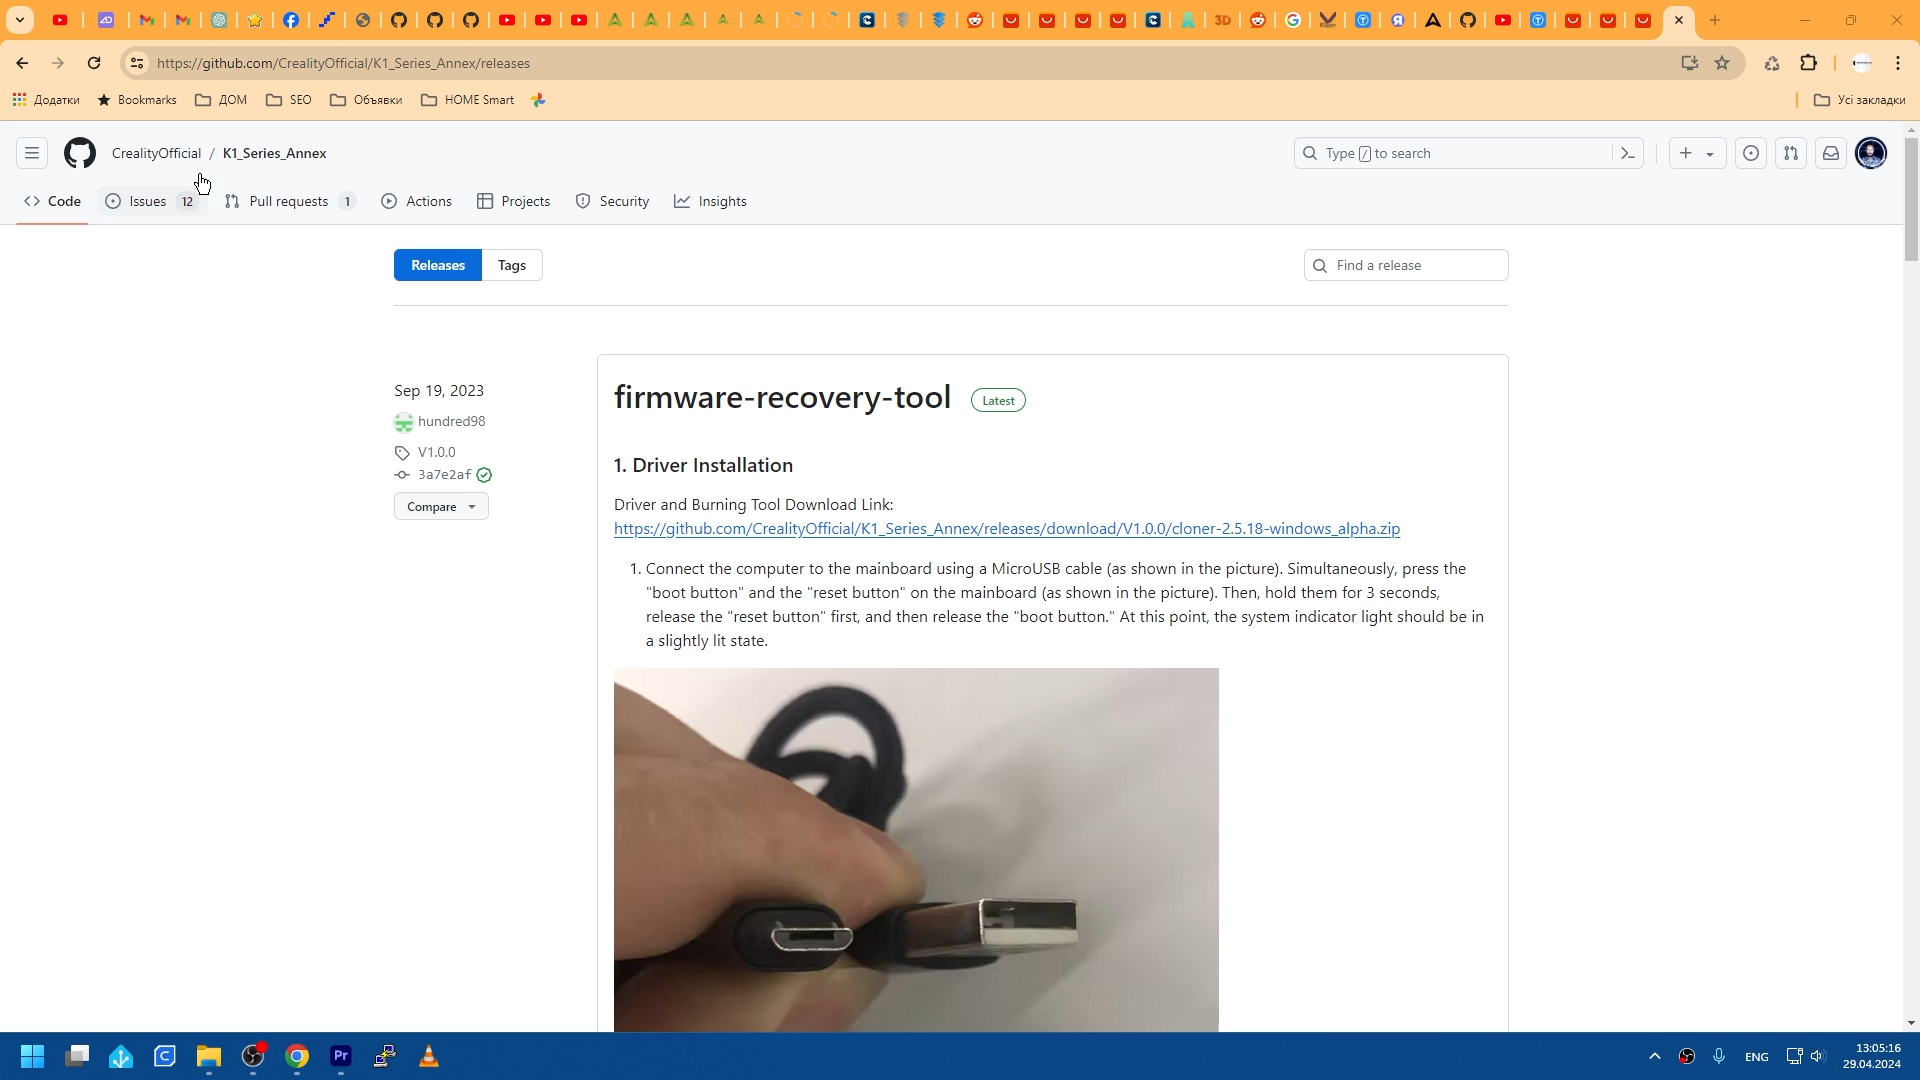 https://github.com/CrealityOfficial/K1_Series_Annex/releases
Додатки
Bookmarks
ДОМ
SEO
Объявки
HOME Smart
Усі закладки
CrealityOfficial / K1_Series_Annex
Type / to search
Code
Issues 12
Pull requests 1
Actions
Projects
Security
Insights
Releases
Tags
Find a release
Sep 19, 2023
hundred98
V1.0.0
3a7e2af
Compare
firmware-recovery-tool Latest
1. Driver Installation
Driver and Burning Tool Download Link:
https://github.com/CrealityOfficial/K1_Series_Annex/releases/download/V1.0.0/cloner-2.5.18-windows_alpha.zip
1. Connect the computer to the mainboard using a MicroUSB cable (as shown in the picture). Simultaneously, press the
"boot button" and the "reset button" on the mainboard (as shown in the picture). Then, hold them for 3 seconds,
release the "reset button" first, and then release the "boot button." At this point, the system indicator light should be in
a slightly lit state.
Pr
ENG
13:05:16
29.04.2024